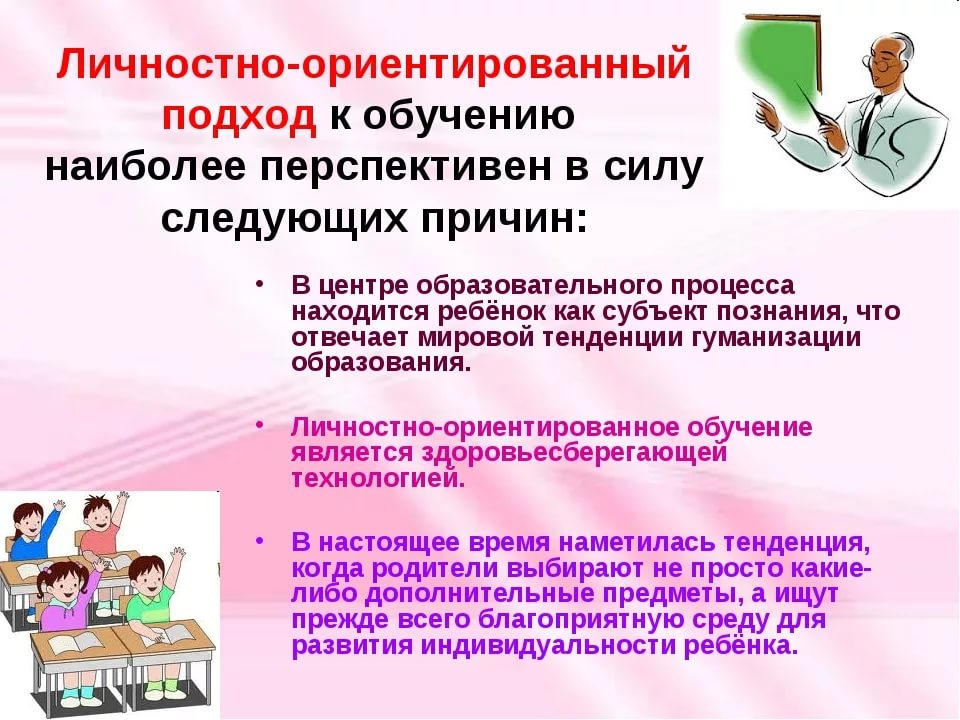 Личностно-ориентированный
подход к обучению
наиболее перспективен в силу
следующих причин:
• В центре образовательного процесса
находится ребёнок как субъект познания, что
отвечает мировой тенденции гуманизации
образования.
• Личностно-ориентированное обучение
является здоровьесберегающей
технологией.
• В настоящее время наметилась тенденция,
когда родители выбирают не просто какие-
либо дополнительные предметы, а ищут
прежде всего благоприятную среду для
развития индивидуальности ребёнка.